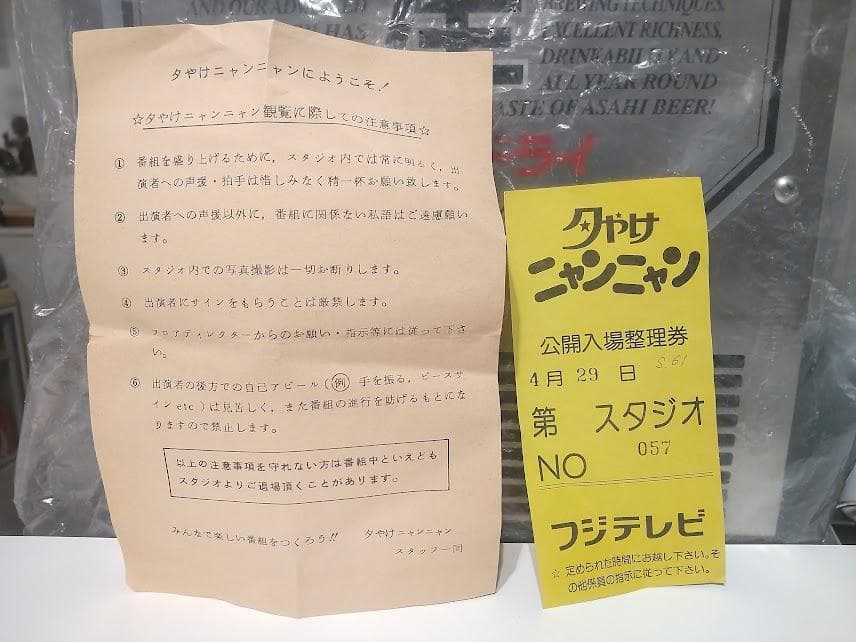 AND OUR ADVANCED
HAS
BREWING TECHNIQUES.
EXCELLENT RICHNESS,
DRINKABILITY AND
ALL YEAR ROUND
TASTE OF ASAHI BEER!
ドライ
夕やけニャンニャンにようこそ!
☆夕やけニャンニャン観覧に際しての注意事項☆
① 番組を盛り上げるために,スタジオ内では常に明るく,出
演者への声援・拍手は惜しみなく精一杯お願い致します。
② 出演者への声援以外に,番組に関係ない私語はご遠慮願い
ます。
③ スタジオ内での写真撮影は一切お断りします。
④ 出演者にサインをもらうことは厳禁します。
⑤ フロアディレクターからのお願い・指示等には従って下さ
い。
⑥ 出演者の後方での自己アピール(例 手を振る,ピースサ
インetc)は見苦しく,また番組の進行を妨げるもとにな
りますので禁止します。
以上の注意事項を守れない方は番組中といえども
スタジオよりご退場頂くことがあります。
みんなで楽しい番組をつくろう!! 夕やけニャンニャン
スタッフ一同
夕やけ
ニャンニャン
公開入場整理券
S.61
4月29日
第 スタジオ
NO 057
フジテレビ
☆ 定められた時間にお越し下さい。そ
の他係員の指示に従って下さい。